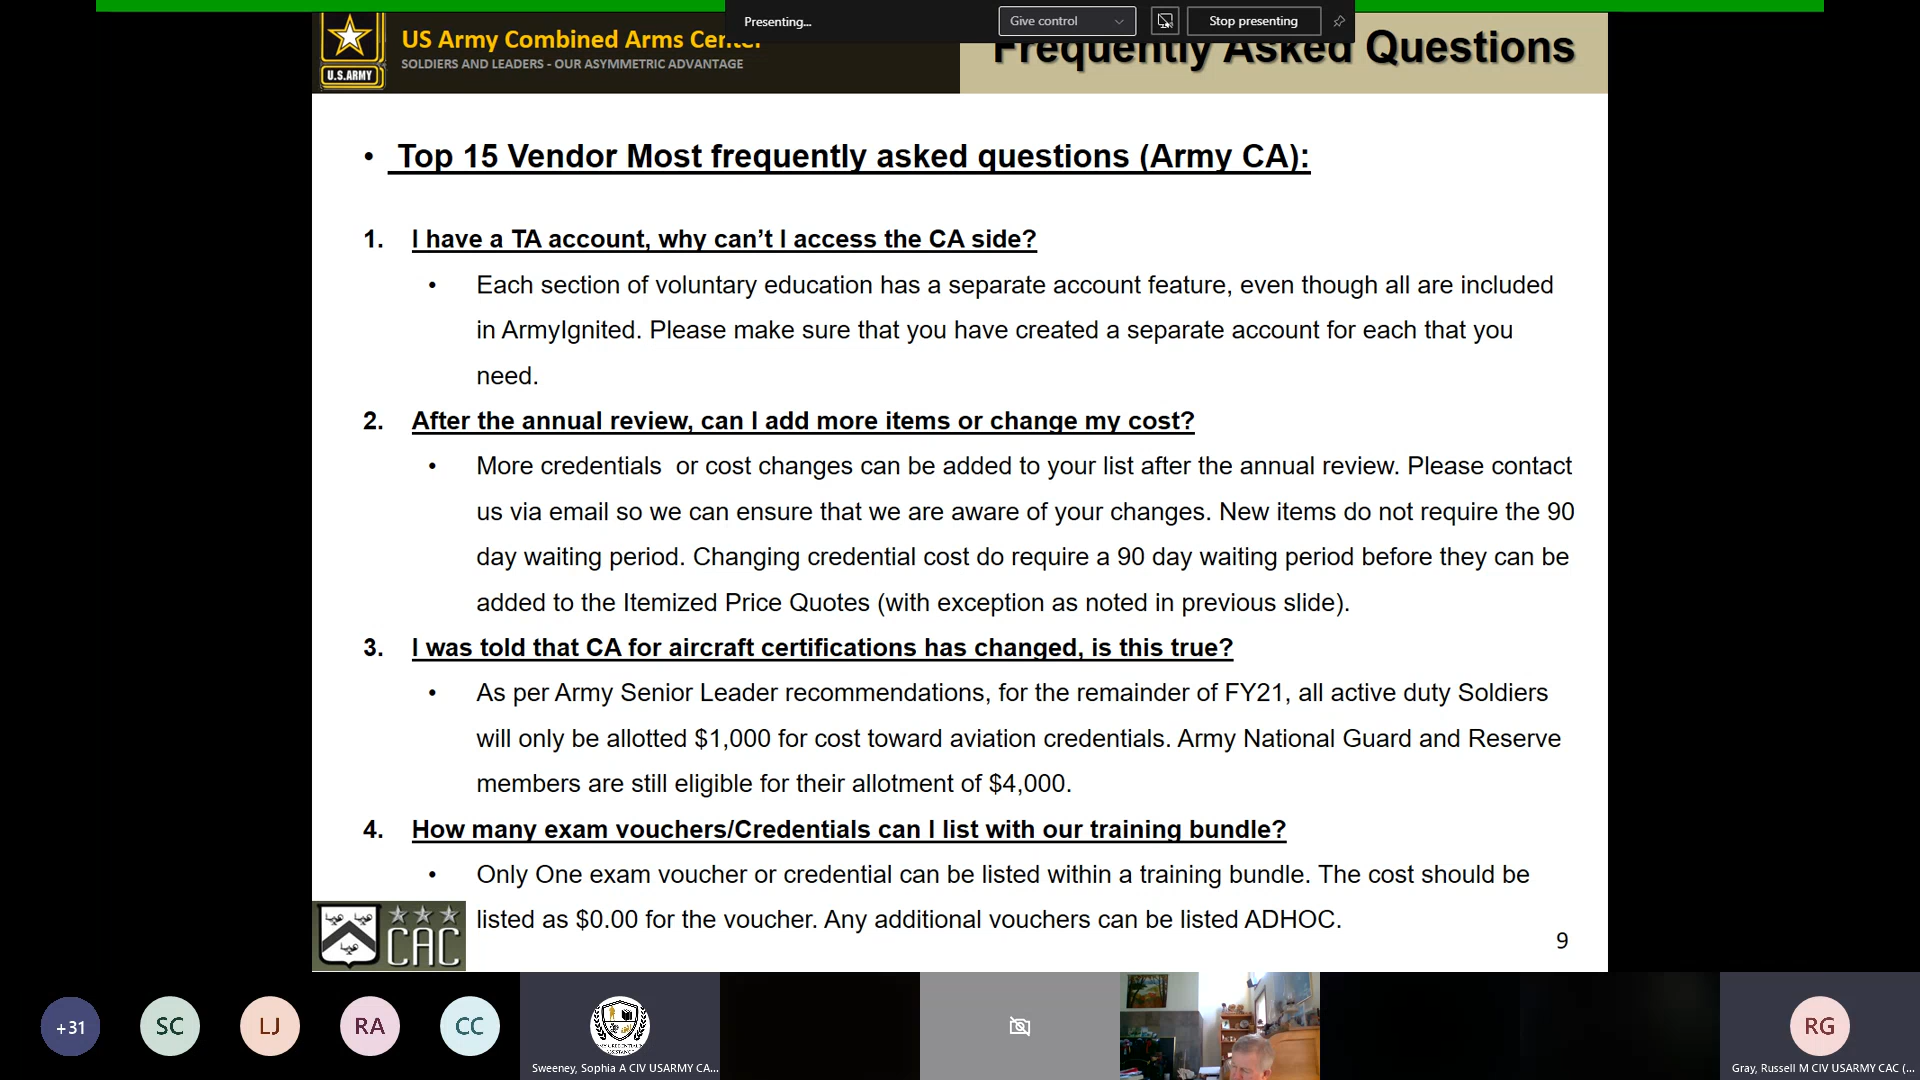 Presenting...
Give control
Stop presenting
US Army Combined Arms Center
SOLDIERS AND LEADERS - OUR ASYMMETRIC ADVANTAGE
U.S.ARMY
Frequently Asked Questions
• Top 15 Vendor Most frequently asked questions (Army CA):
1. I have a TA account, why can’t I access the CA side?
• Each section of voluntary education has a separate account feature, even though all are included
in ArmyIgnited. Please make sure that you have created a separate account for each that you
need.
2. After the annual review, can I add more items or change my cost?
• More credentials  or cost changes can be added to your list after the annual review. Please contact
us via email so we can ensure that we are aware of your changes. New items do not require the 90
day waiting period. Changing credential cost do require a 90 day waiting period before they can be
added to the Itemized Price Quotes (with exception as noted in previous slide).
3. I was told that CA for aircraft certifications has changed, is this true?
• As per Army Senior Leader recommendations, for the remainder of FY21, all active duty Soldiers
will only be allotted $1,000 for cost toward aviation credentials. Army National Guard and Reserve
members are still eligible for their allotment of $4,000.
4. How many exam vouchers/Credentials can I list with our training bundle?
• Only One exam voucher or credential can be listed within a training bundle. The cost should be
listed as $0.00 for the voucher. Any additional vouchers can be listed ADHOC.
CAC
9
+31
SC
LJ
RA
CC
RG
Sweeney, Sophia A CIV USARMY CA...
Gray, Russell M CIV USARMY CAC (...